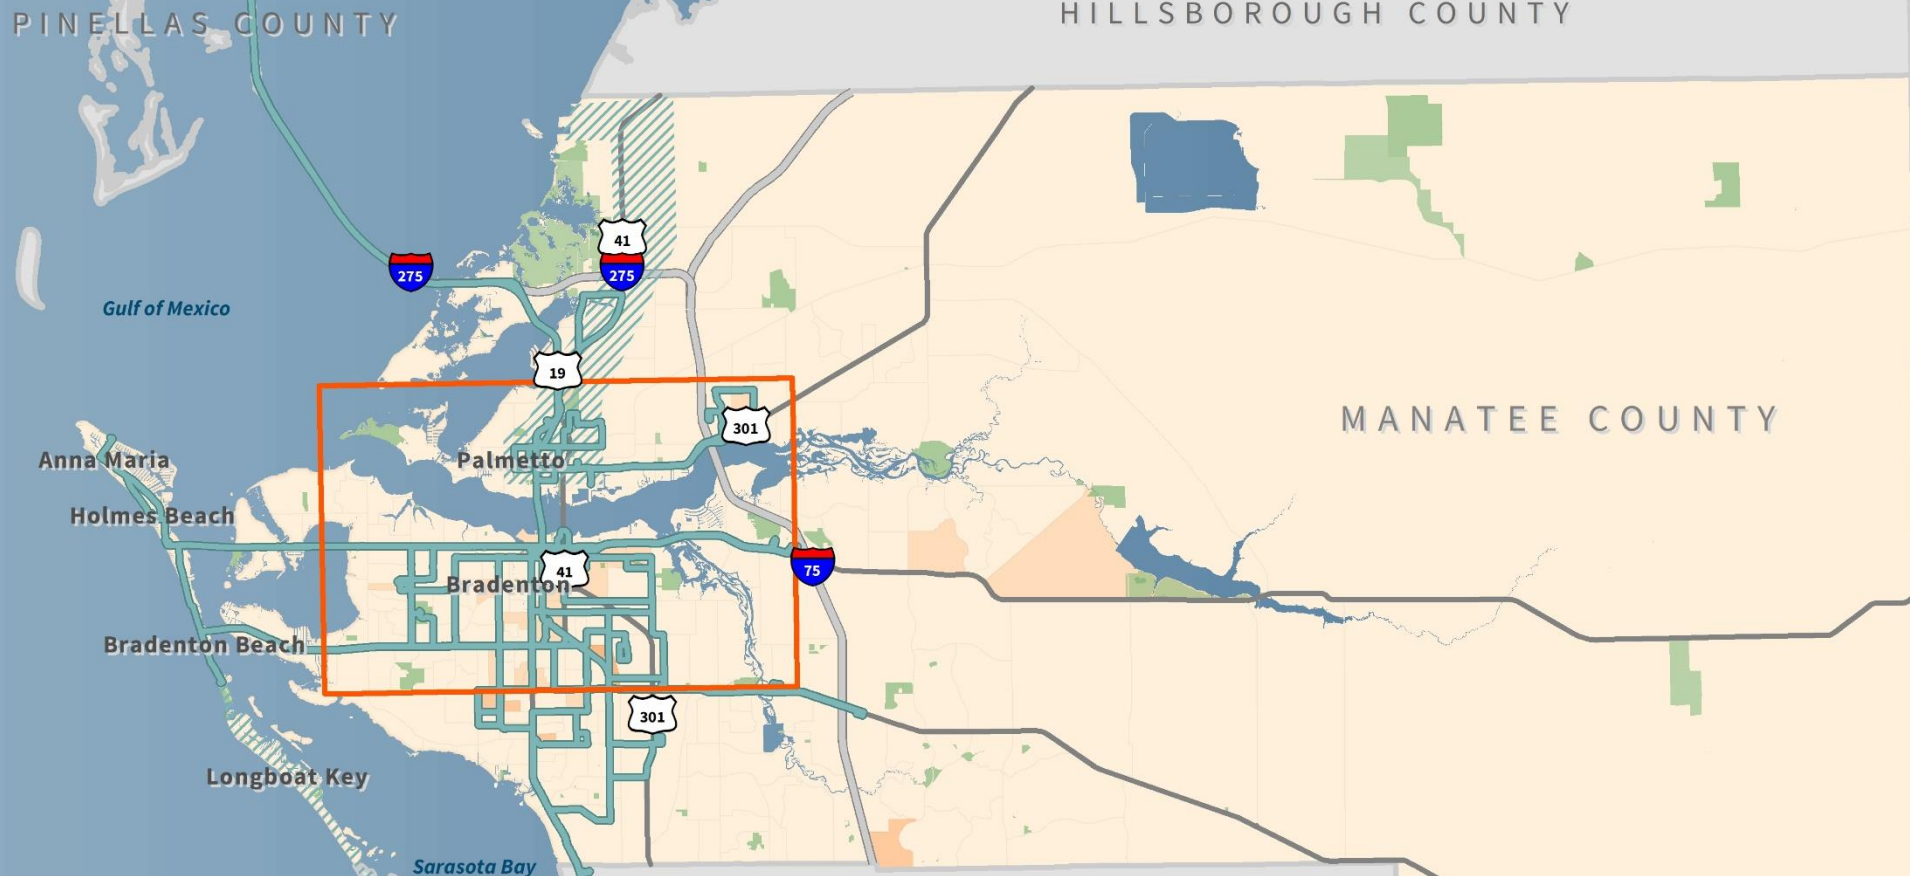 PINELLAS COUNTY
HILLSBOROUGH COUNTY
41
275
275
Gulf of Mexico
19
301
MANATEE COUNTY
Anna Maria
Palmetto
Holmes Beach
41
75
Bradenton
Bradenton Beach
301
Longboat Key
Sarasota Bay